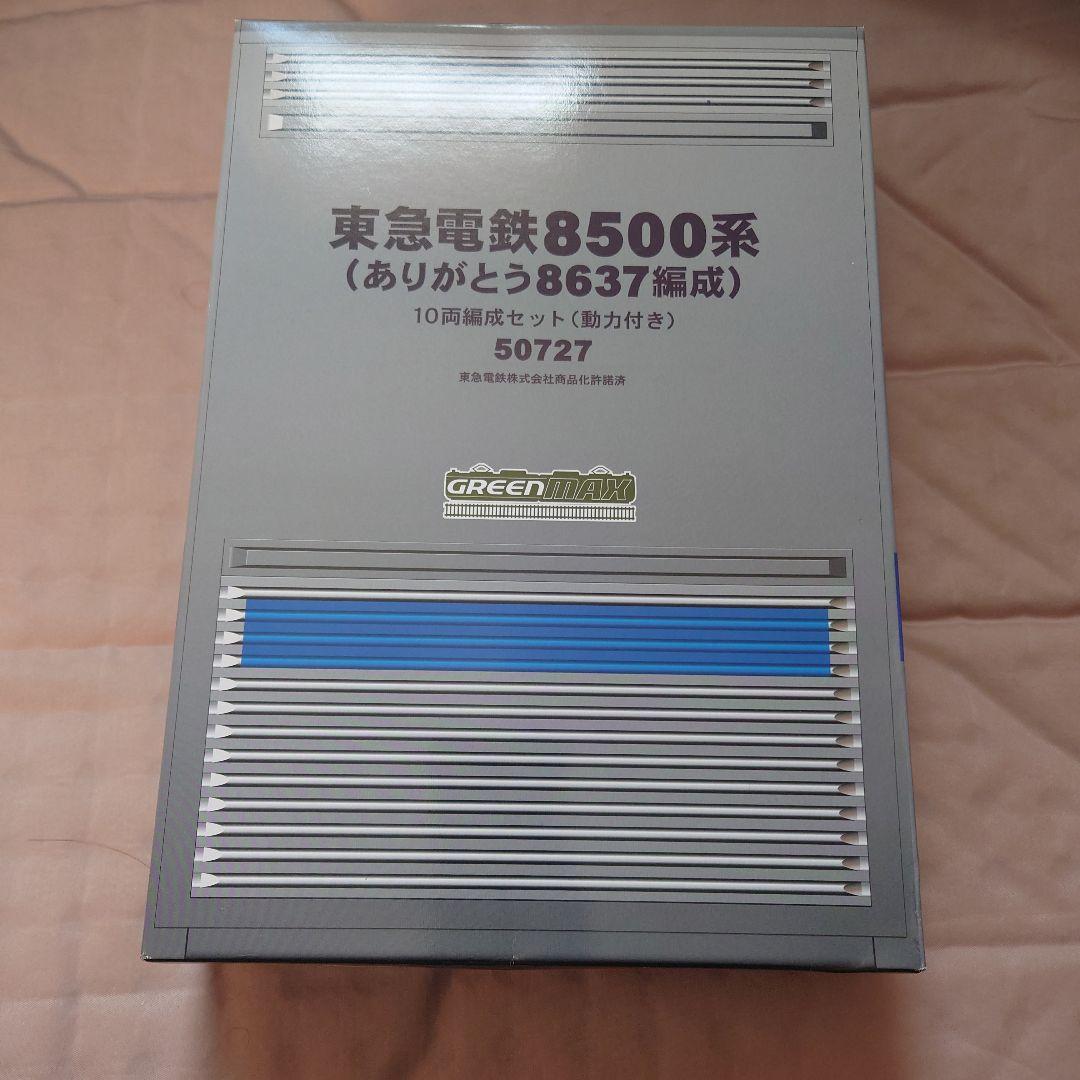 東急電鉄8500系
(ありがとう8637編成)
10両編成セット(動力付き)
50727
東急電鉄株式会社商品化許諾済
GREENMAX